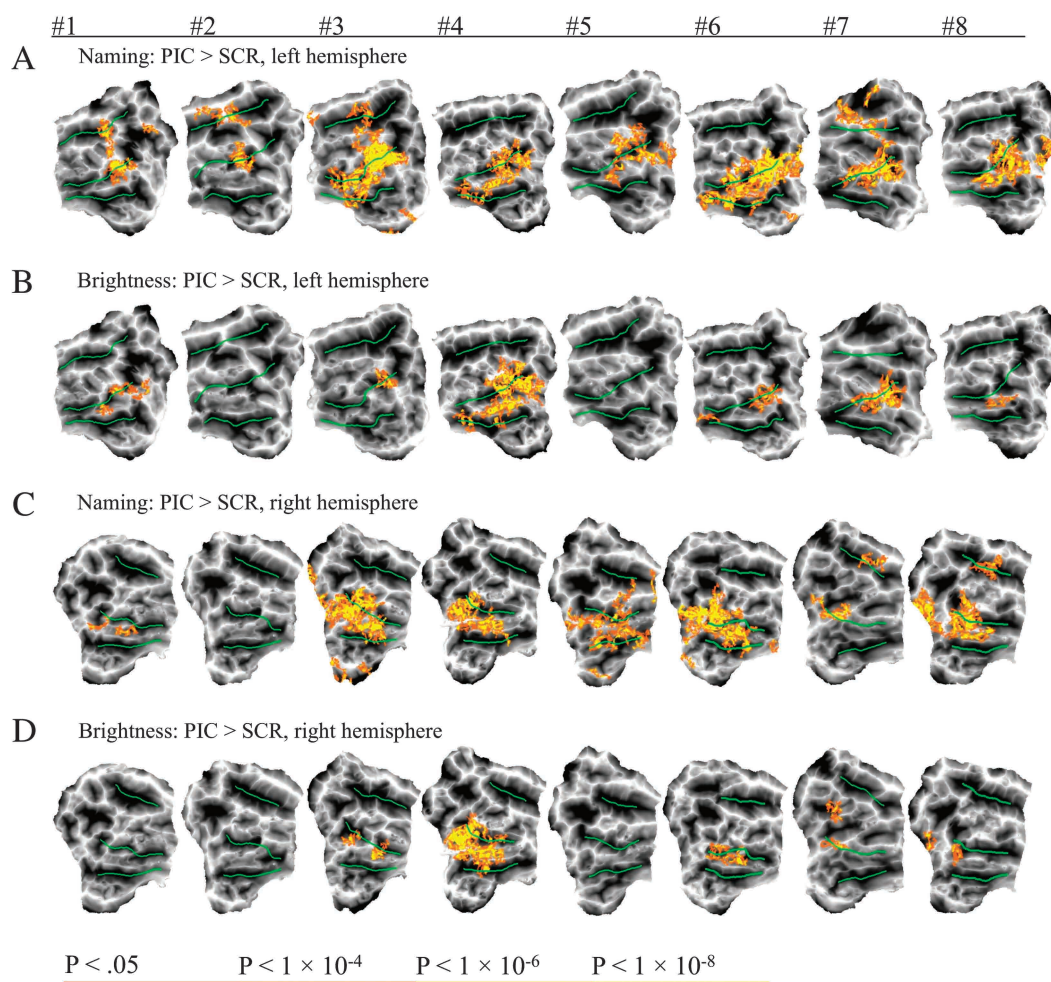 #1 #2 #3 #4 #5 #6 #7 #8
A Naming: PIC > SCR, left hemisphere
B Brightness: PIC > SCR, left hemisphere
C Naming: PIC > SCR, right hemisphere
D Brightness: PIC > SCR, right hemisphere
P < .05 P < 1 × 10⁻⁴ P < 1 × 10⁻⁶ P < 1 × 10⁻⁸